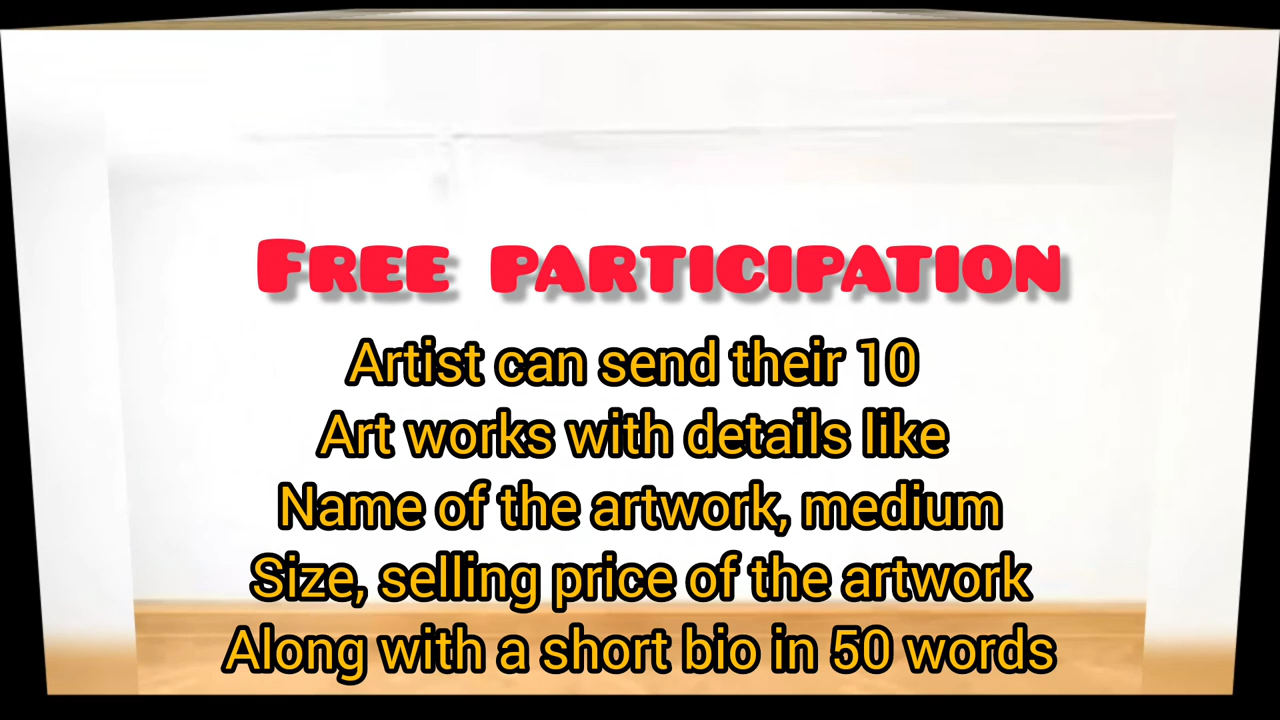 FREE PARTICIPATION
Artist can send their 10
Art works with details like
Name of the artwork, medium
Size, selling price of the artwork
Along with a short bio in 50 words